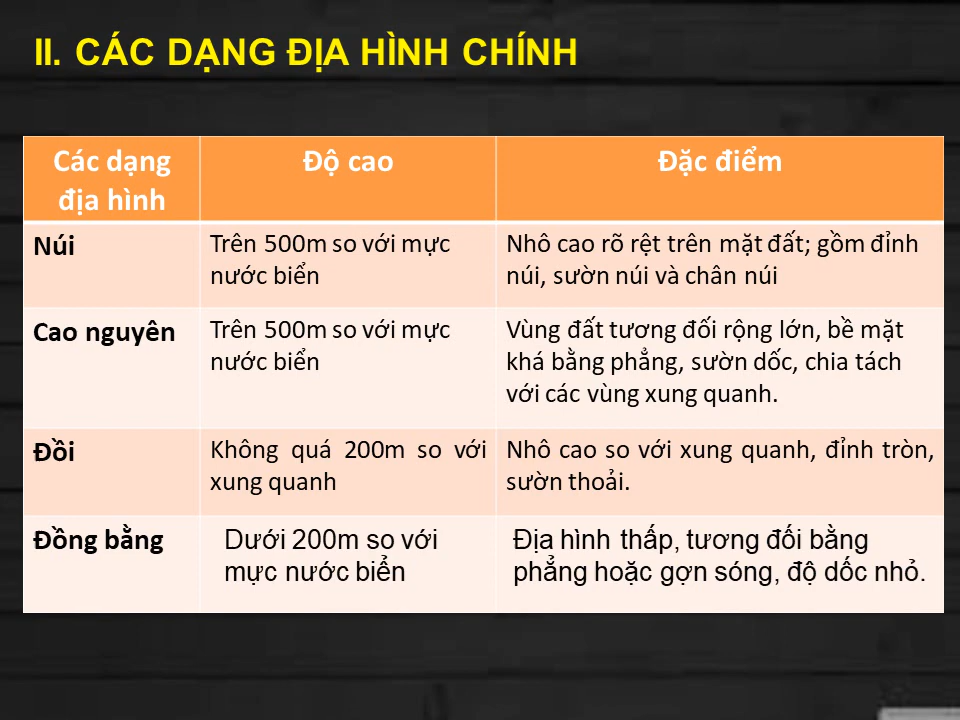 II. CÁC DẠNG ĐỊA HÌNH CHÍNH
Các dạng
địa hình
Độ cao
Đặc điểm
Núi
Trên 500m so với mực
nước biển
Nhô cao rõ rệt trên mặt đất; gồm đỉnh
núi, sườn núi và chân núi
Cao nguyên
Trên 500m so với mực
nước biển
Vùng đất tương đối rộng lớn, bề mặt
khá bằng phẳng, sườn dốc, chia tách
với các vùng xung quanh.
Đồi
Không quá 200m so với
xung quanh
Nhô cao so với xung quanh, đỉnh tròn,
sườn thoải.
Đồng bằng
Dưới 200m so với
mực nước biển
Địa hình thấp, tương đối bằng
phẳng hoặc gợn sóng, độ dốc nhỏ.